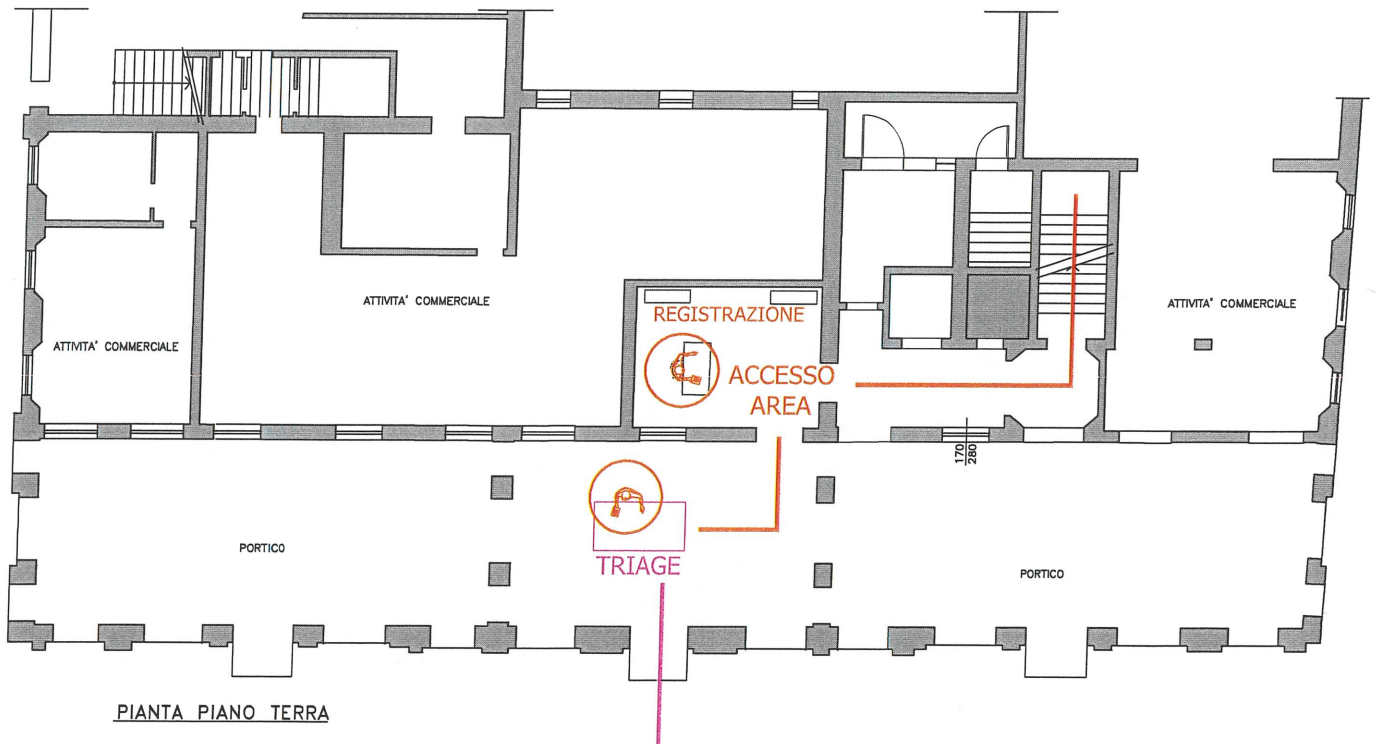 ATTIVITA' COMMERCIALE
ATTIVITA' COMMERCIALE
ATTIVITA' COMMERCIALE
REGISTRAZIONE
ACCESSO
AREA
170
280
TRIAGE
PORTICO
PORTICO
PIANTA PIANO TERRA